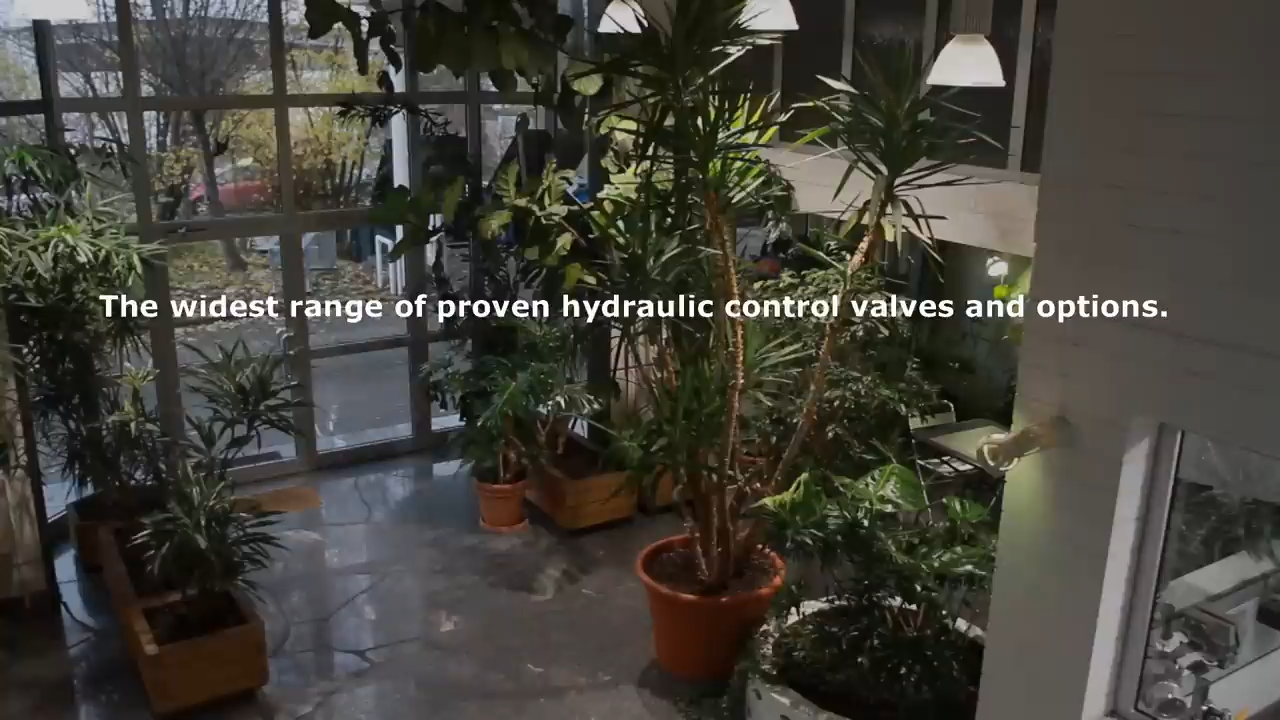 The widest range of proven hydraulic control valves and options.